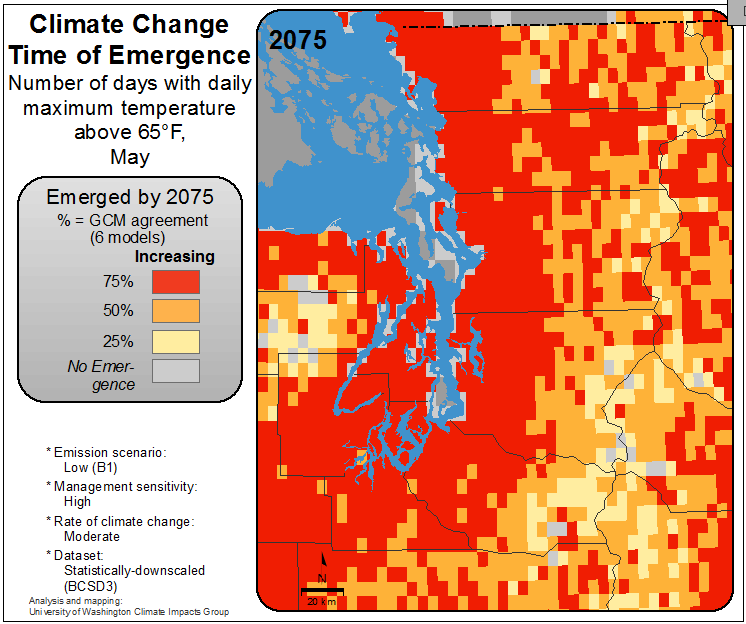 Climate Change
Time of Emergence
Number of days with daily
maximum temperature
above 65°F,
May
Emerged by 2075
% = GCM agreement
(6 models)
Increasing
75%
50%
25%
No Emer-
gence
* Emission scenario:
Low (B1)
* Management sensitivity:
High
* Rate of climate change:
Moderate
* Dataset:
Statistically-downscaled
(BCSD3)
Analysis and mapping:
University of Washington Climate Impacts Group
2075
N
20 km